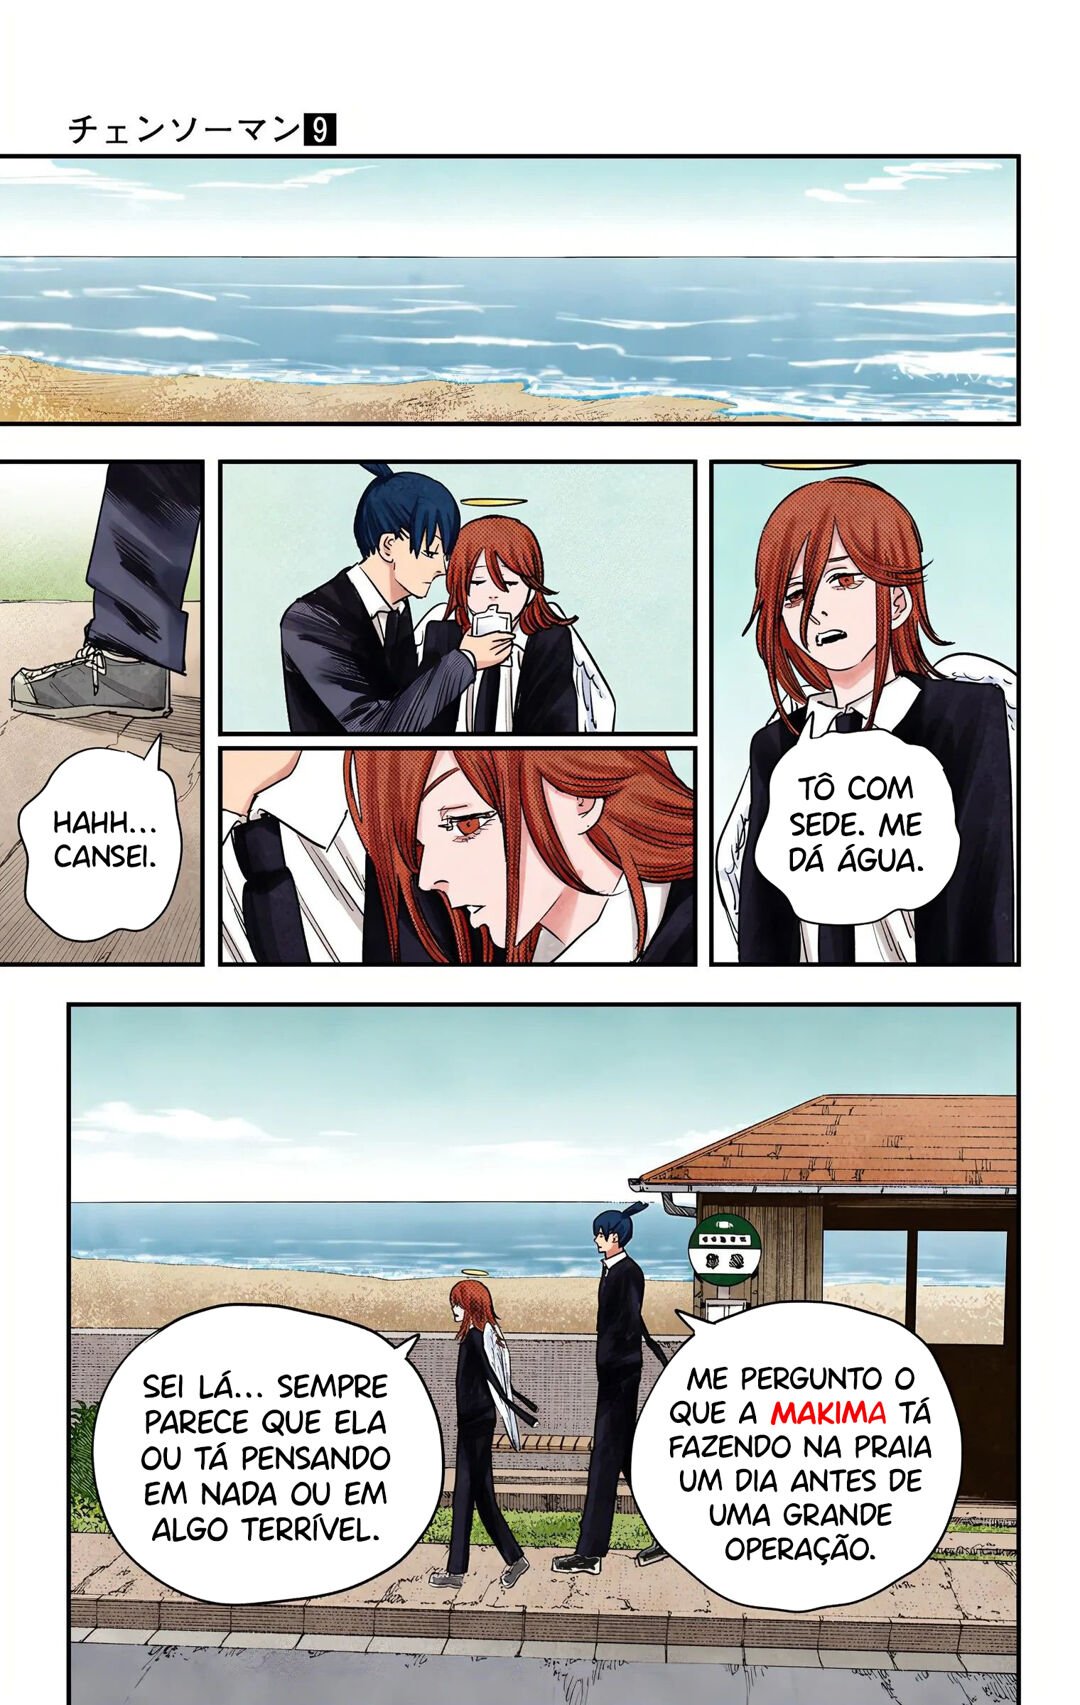 チェンソーマン9
TÔ COM
SEDE. ME
DÁ ÁGUA.
HAHH...
CANSEI.
ME PERGUNTO O
QUE A MAKIMA TÁ
FAZENDO NA PRAIA
UM DIA ANTES DE
UMA GRANDE
OPERAÇÃO.
SEI LÁ... SEMPRE
PARECE QUE ELA
OU TÁ PENSANDO
EM NADA OU EM
ALGO TERRÍVEL.